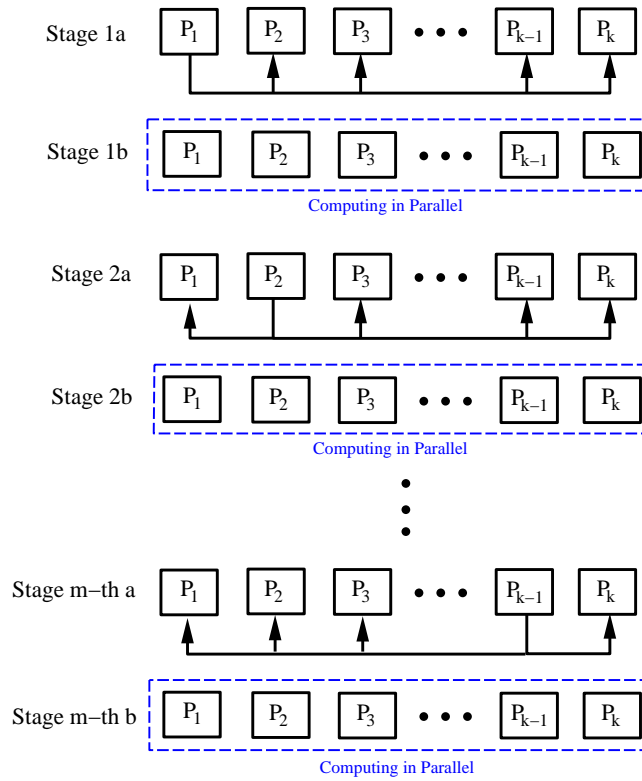 Stage 1a P₁ P₂ P₃ • • • Pₖ₋₁ Pₖ
Stage 1b P₁ P₂ P₃ • • • Pₖ₋₁ Pₖ
Computing in Parallel
Stage 2a P₁ P₂ P₃ • • • Pₖ₋₁ Pₖ
Stage 2b P₁ P₂ P₃ • • • Pₖ₋₁ Pₖ
Computing in Parallel
Stage m−th a P₁ P₂ P₃ • • • Pₖ₋₁ Pₖ
Stage m−th b P₁ P₂ P₃ • • • Pₖ₋₁ Pₖ
Computing in Parallel